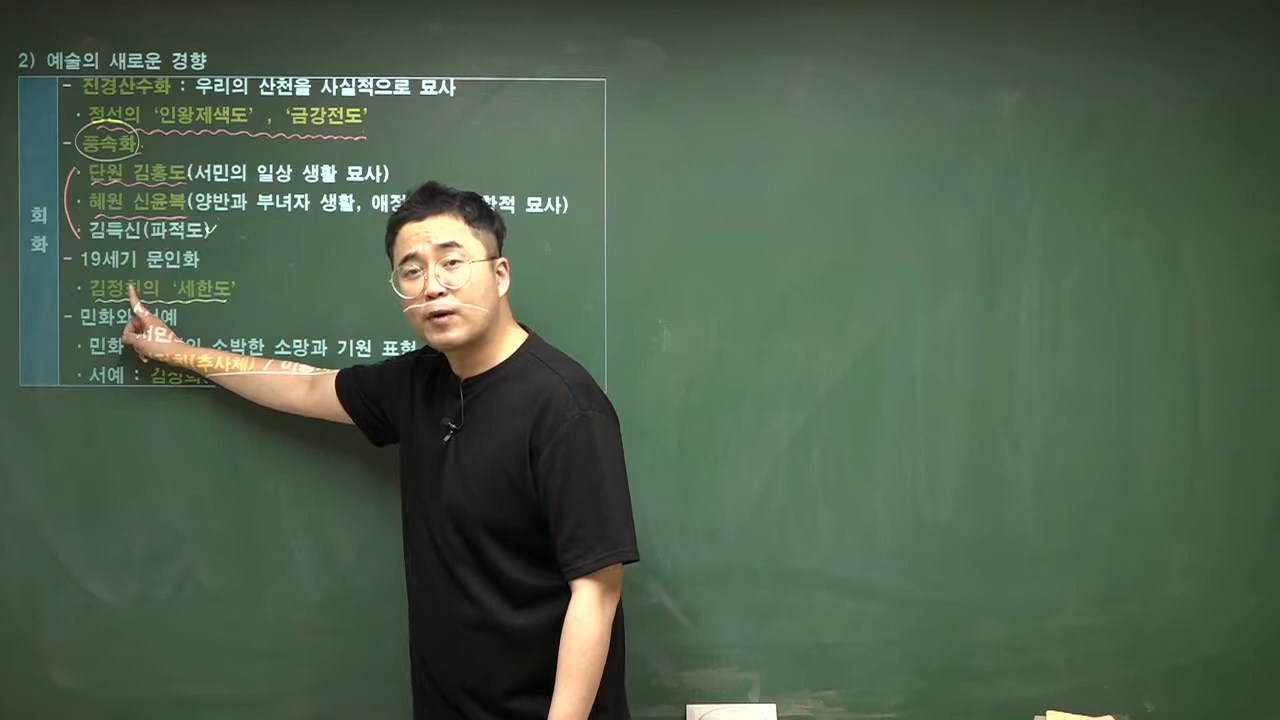 2) 예술의 새로운 경향
회화
- 진경산수화 : 우리의 산천을 사실적으로 묘사
· 정선의 '인왕제색도', '금강전도'
- 풍속화
· 단원 김홍도(서민의 일상 생활 묘사)
· 혜원 신윤복(양반과 부녀자 생활, 애정 묘사)
· 김득신(파적도)
- 19세기 문인화
· 김정희의 '세한도'
- 민화와 서예
· 민화 소박한 소망과 기원 표현
· 서예 : 김정희(추사체) /